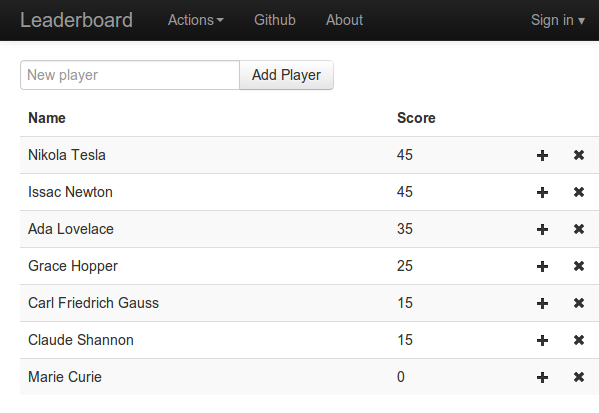 Leaderboard Actions Github About Sign in ▾
New player Add Player
Name Score
Nikola Tesla 45
Issac Newton 45
Ada Lovelace 35
Grace Hopper 25
Carl Friedrich Gauss 15
Claude Shannon 15
Marie Curie 0